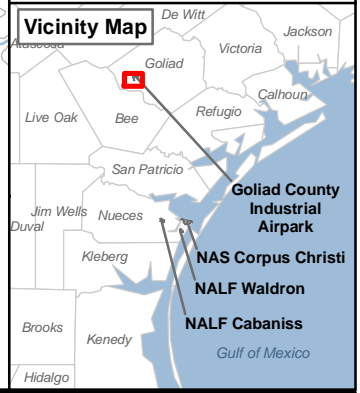 Vicinity Map
De Witt
Jackson
Atascosa
Goliad
Victoria
Calhoun
Live Oak
Bee
Refugio
San Patricio
Goliad County
Industrial
Airpark
Jim Wells
Nueces
Duval
Kleberg
NAS Corpus Christi
NALF Waldron
NALF Cabaniss
Brooks
Kenedy
Gulf of Mexico
Hidalgo